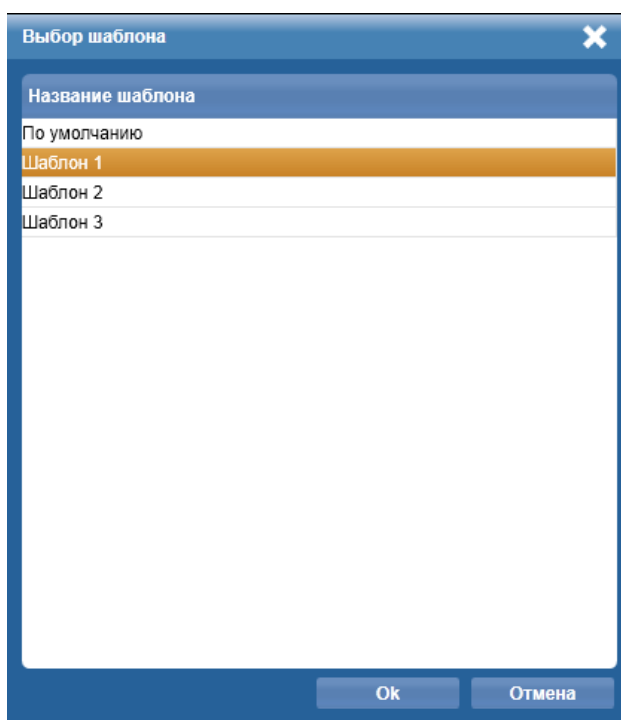 Выбор шаблона
Название шаблона
По умолчанию
Шаблон 1
Шаблон 2
Шаблон 3
Ok Отмена